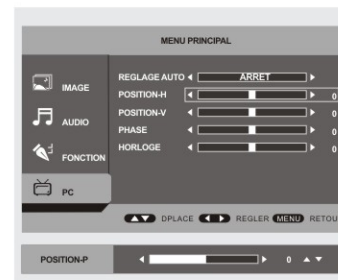 MENU PRINCIPAL
IMAGE
AUDIO
FONCTION
PC
REGLAGE AUTO ARRET
POSITION-H 0
POSITION-V 0
PHASE 0
HORLOGE 0
DPLACE REGLER MENU RETOU
POSITION-P 0